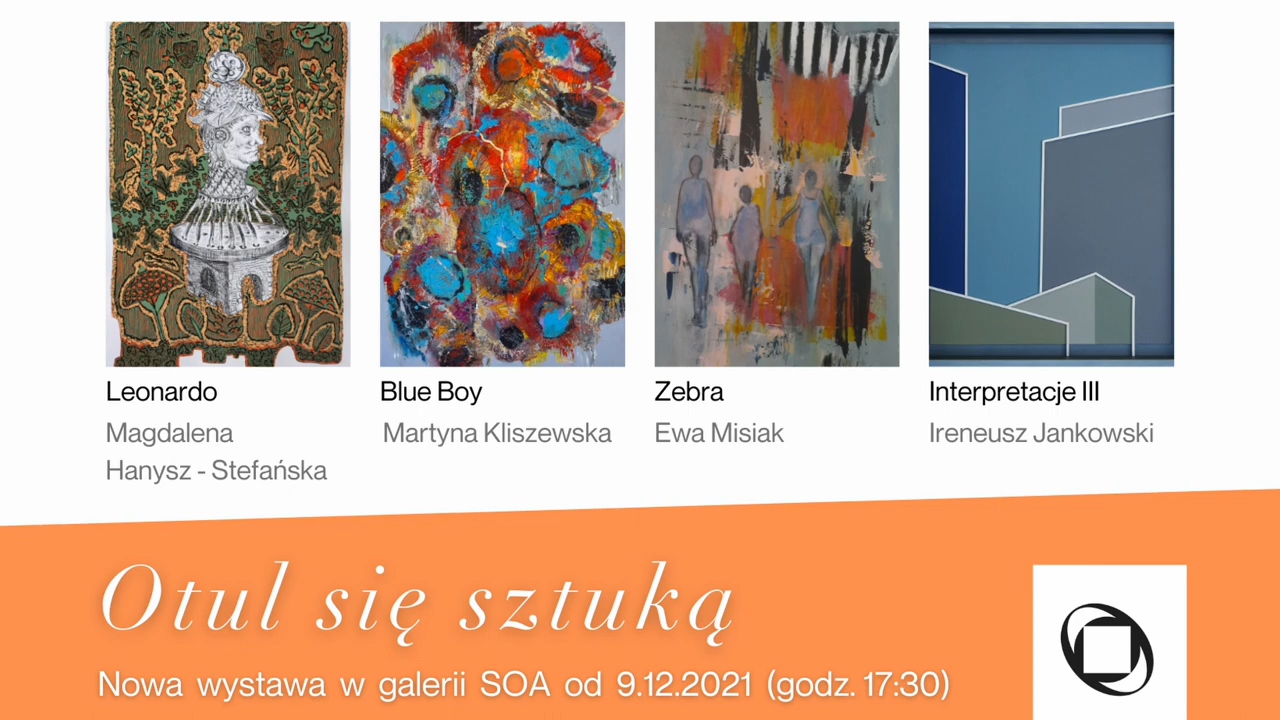 Leonardo
Magdalena
Hanysz - Stefańska
Blue Boy
Martyna Kliszewska
Zebra
Ewa Misiak
Interpretacje III
Ireneusz Jankowski
Otul się sztuką
Nowa wystawa w galerii SOA od 9.12.2021 (godz. 17:30)